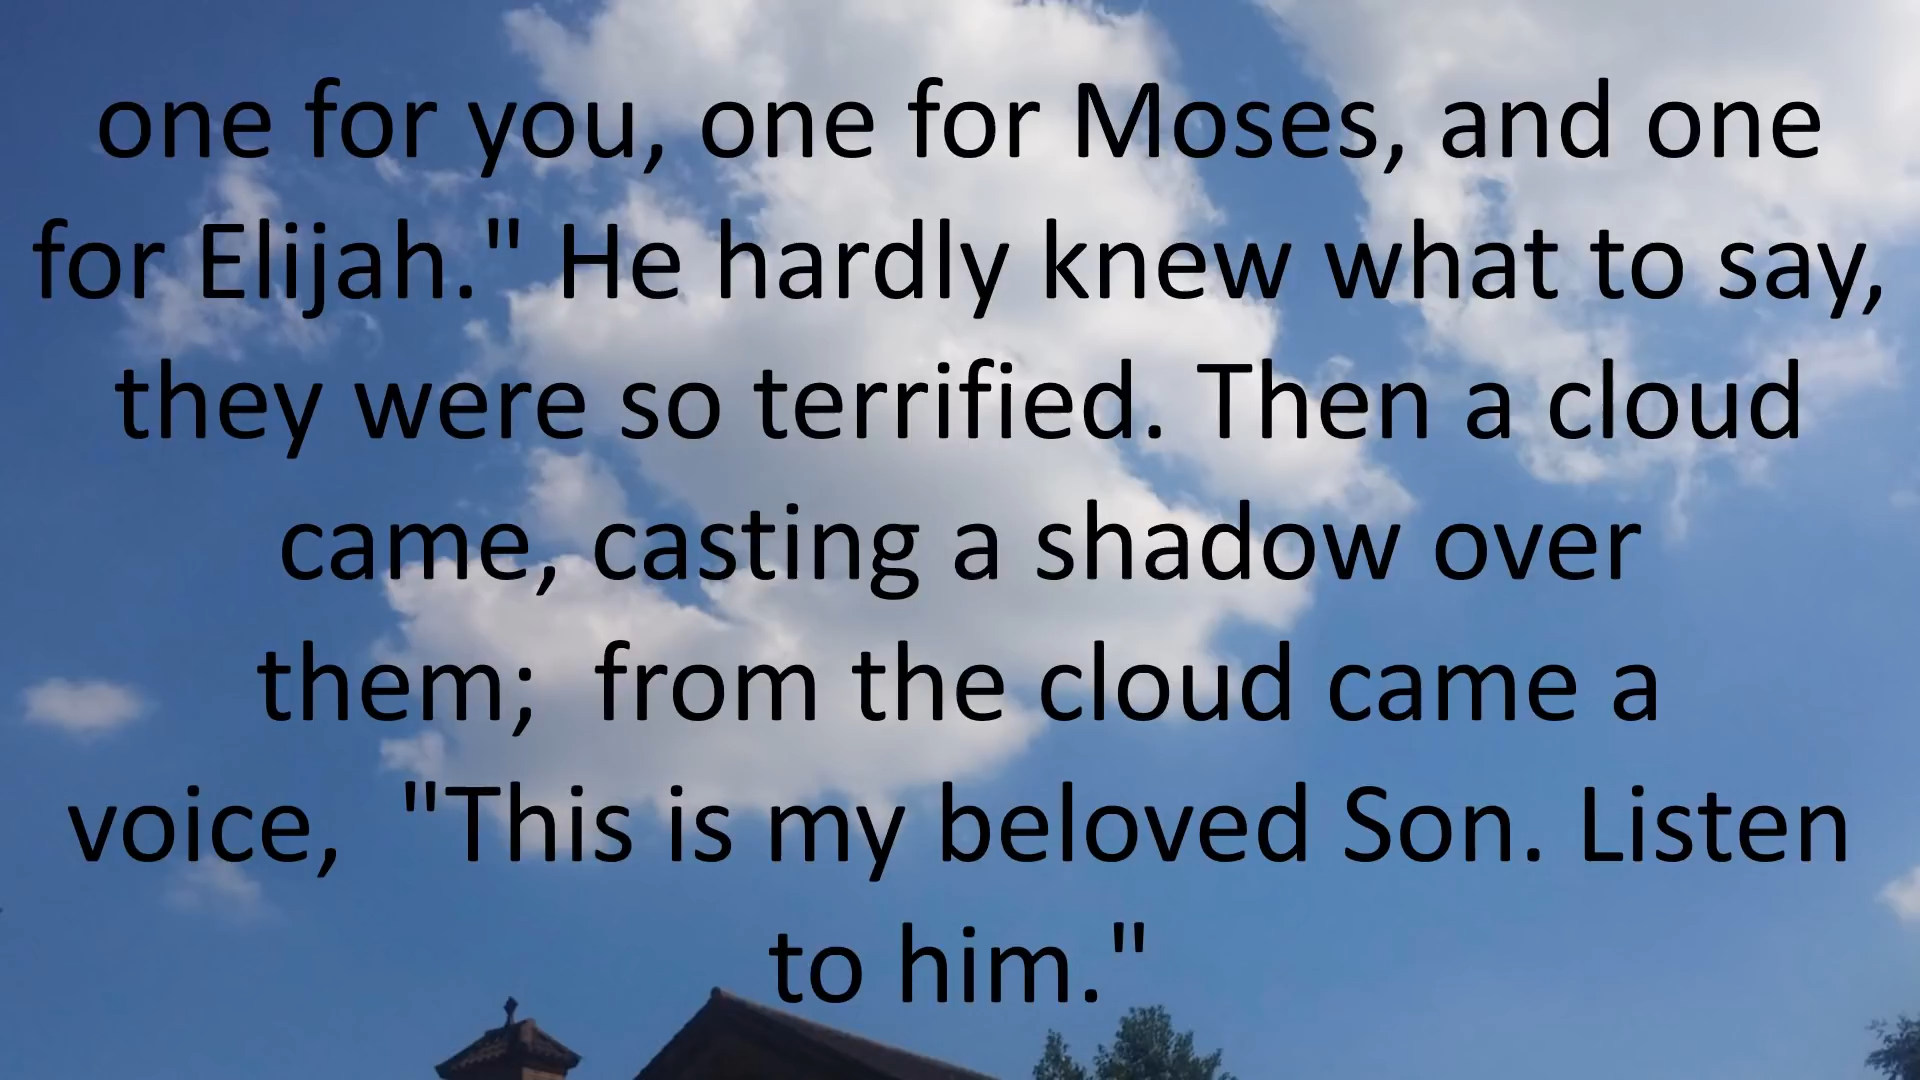 one for you, one for Moses, and one
for Elijah." He hardly knew what to say,
they were so terrified. Then a cloud
came, casting a shadow over
them;  from the cloud came a
voice,  "This is my beloved Son. Listen
to him."